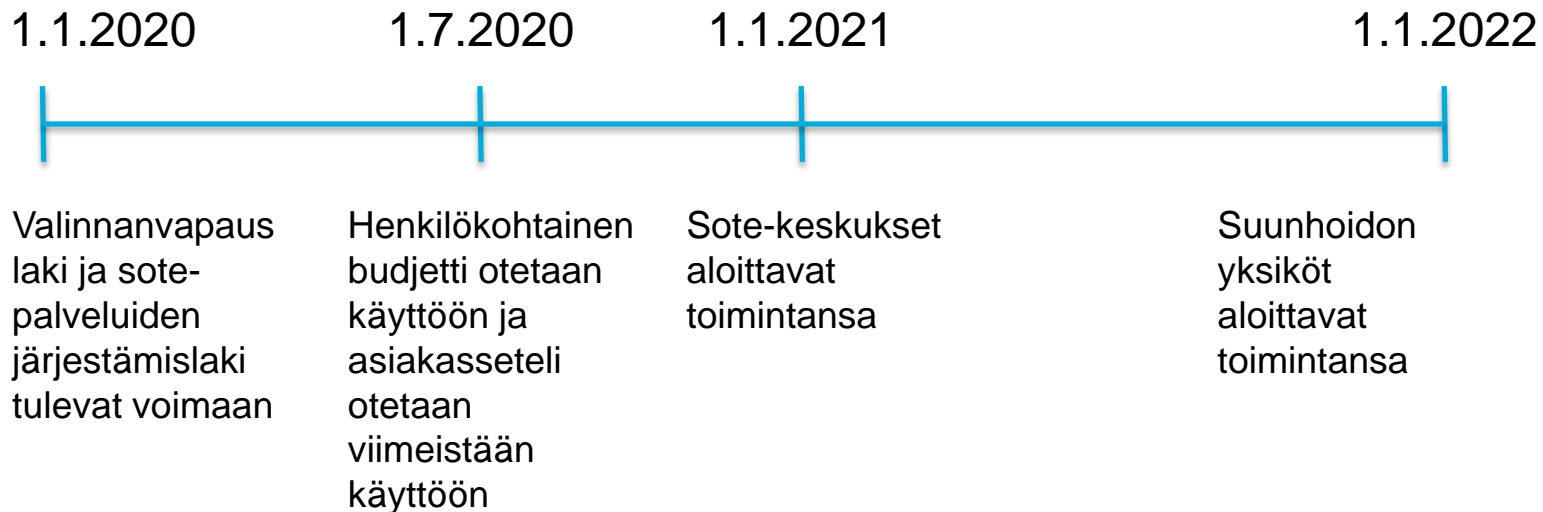 1.1.2020
1.7.2020
1.1.2021
1.1.2022
Valinnanvapaus
laki ja sote-
palveluiden
järjestämislaki
tulevat voimaan
Henkilökohtainen
budjetti otetaan
käyttöön ja
asiakasseteli
otetaan
viimeistään
käyttöön
Sote-keskukset
aloittavat
toimintansa
Suunhoidon
yksiköt
aloittavat
toimintansa